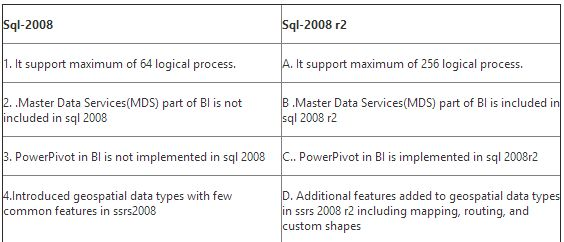 Sql-2008
Sql-2008 r2
1. It support maximum of 64 logical process.
A. It support maximum of 256 logical process.
2. .Master Data Services(MDS) part of BI is not
included in sql 2008
B .Master Data Services(MDS) part of BI is included in
sql 2008 r2
3. PowerPivot in BI is not implemented in sql 2008
C.. PowerPivot in BI is implemented in sql 2008r2
4.Introduced geospatial data types with few
common features in ssrs2008
D. Additional features added to geospatial data types
in ssrs 2008 r2 including mapping, routing, and
custom shapes